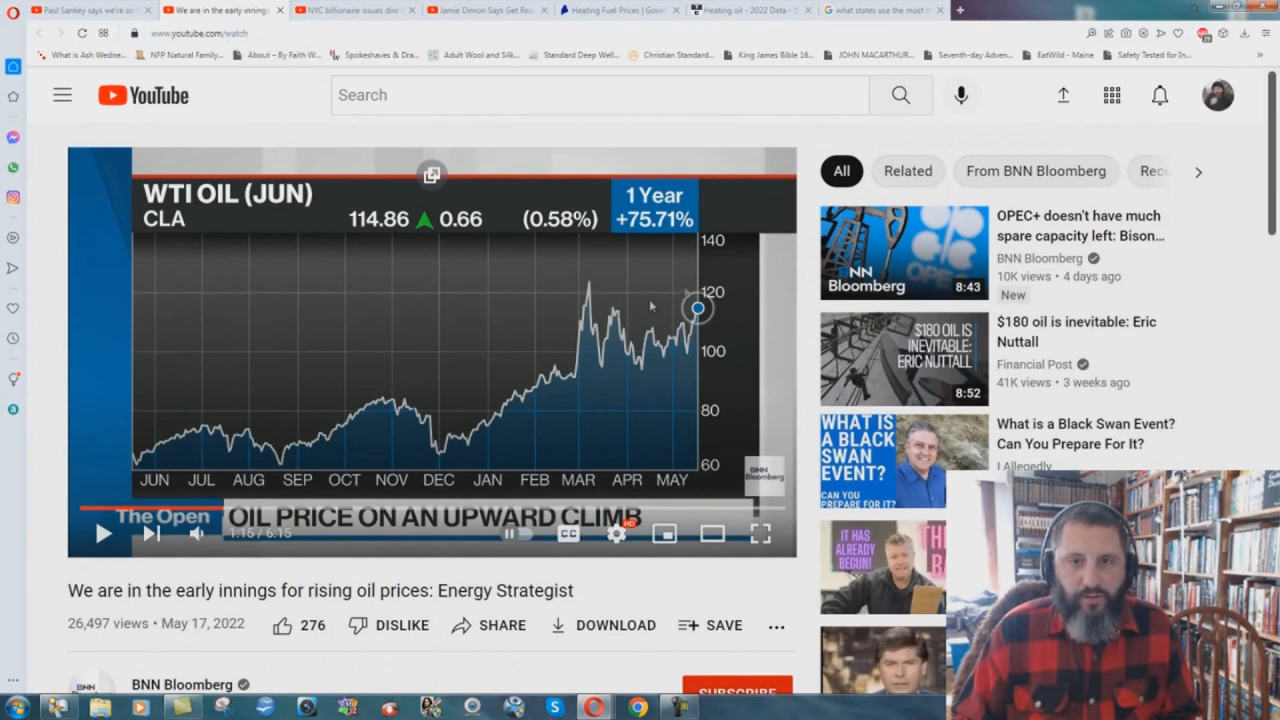 Paul Sankey says we're on
We are in the early innings
NYC billionaire issues dire
Jamie Dimon Says Get Rea
Heating Fuel Prices | Gove
Heating oil - 2022 Data - 3
what states use the most
www.youtube.com/watch
What is Ash Wedne...
NFP Natural Family...
About – By Faith W...
Spokeshaves & Dra...
Adult Wool and Silk...
Standard Deep Well...
Christian Standard...
King James Bible 16...
JOHN MACARTHUR...
Seventh-day Adven...
EatWild - Maine
Safety Tested for In...
YouTube
Search
WTI OIL (JUN)
CLA
114.86 0.66 (0.58%)
1 Year
+75.71%
140
120
100
80
60
JUN JUL AUG SEP OCT NOV DEC JAN FEB MAR APR MAY
BNN
Bloomberg
The Open
OIL PRICE ON AN UPWARD CLIMB
1:15 / 6:15
CC
HD
We are in the early innings for rising oil prices: Energy Strategist
26,497 views • May 17, 2022
276
DISLIKE
SHARE
DOWNLOAD
SAVE
BNN
BNN Bloomberg
SUBSCRIBE
All
Related
From BNN Bloomberg
Rece
OPEC
BNN
Bloomberg
8:43
OPEC+ doesn't have much
spare capacity left: Bison...
BNN Bloomberg
10K views • 4 days ago
New
$180 OIL IS
INEVITABLE:
ERIC NUTTALL
8:52
$180 oil is inevitable: Eric
Nuttall
Financial Post
41K views • 3 weeks ago
WHAT IS
A BLACK
SWAN
EVENT?
CAN YOU
PREPARE FOR IT?
What is a Black Swan Event?
Can You Prepare For It?
I Allegedly
IT HAS
ALREADY
BEGUN!